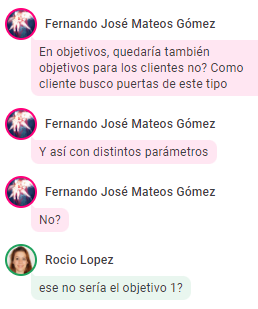 Fernando José Mateos Gómez
En objetivos, quedaría también
objetivos para los clientes no? Como
cliente busco puertas de este tipo
Fernando José Mateos Gómez
Y así con distintos parámetros
Fernando José Mateos Gómez
No?
Rocio Lopez
ese no sería el objetivo 1?